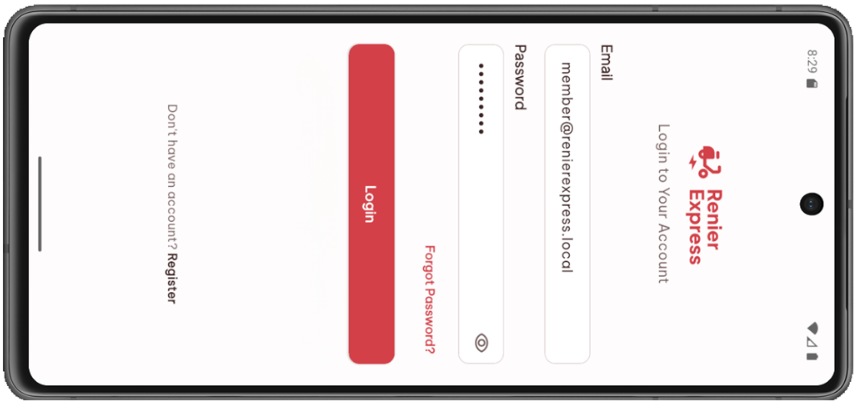 8:29
Renier
Express
Login to Your Account
Email
member@renierexpress.local
Password
••••••••••
Forgot Password?
Login
Don't have an account? Register